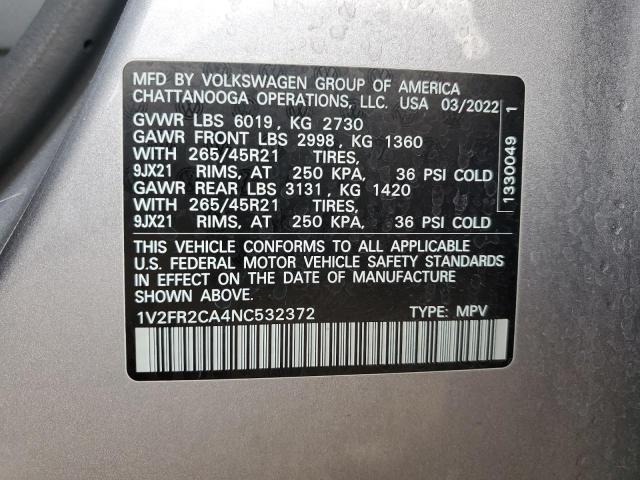 MFD BY VOLKSWAGEN GROUP OF AMERICA
CHATTANOOGA OPERATIONS, LLC. USA 03/2022
GVWR LBS 6019, KG 2730
GAWR FRONT LBS 2998, KG 1360
WITH 265/45R21 TIRES,
9JX21 RIMS, AT 250 KPA, 36 PSI COLD
GAWR REAR LBS 3131, KG 1420
WITH 265/45R21 TIRES,
9JX21 RIMS, AT 250 KPA, 36 PSI COLD
THIS VEHICLE CONFORMS TO ALL APPLICABLE
U.S. FEDERAL MOTOR VEHICLE SAFETY STANDARDS
IN EFFECT ON THE DATE OF MANUFACTURE
SHOWN ABOVE.
1V2FR2CA4NC532372 TYPE: MPV
1330049 1